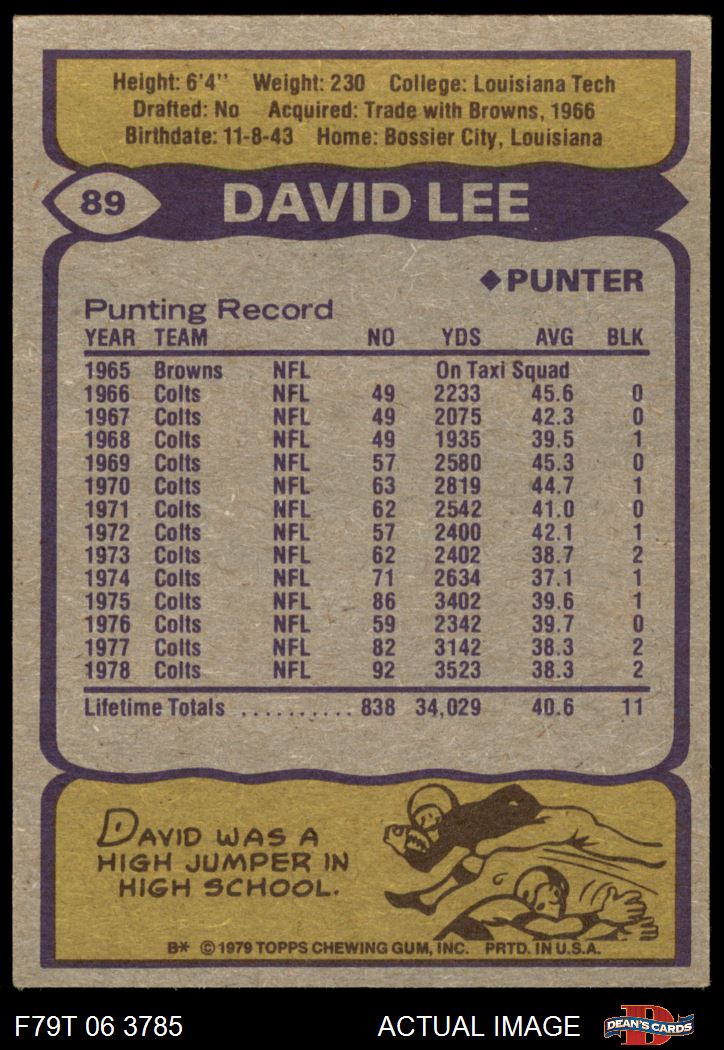 Height: 6'4" Weight: 230 College: Louisiana Tech
Drafted: No Acquired: Trade with Browns, 1966
Birthdate: 11-8-43 Home: Bossier City, Louisiana
89 DAVID LEE
◆PUNTER
Punting Record
YEAR TEAM NO YDS AVG BLK
1965 Browns NFL On Taxi Squad
1966 Colts NFL 49 2233 45.6 0
1967 Colts NFL 49 2075 42.3 0
1968 Colts NFL 49 1935 39.5 1
1969 Colts NFL 57 2580 45.3 0
1970 Colts NFL 63 2819 44.7 1
1971 Colts NFL 62 2542 41.0 0
1972 Colts NFL 57 2400 42.1 1
1973 Colts NFL 62 2402 38.7 2
1974 Colts NFL 71 2634 37.1 1
1975 Colts NFL 86 3402 39.6 1
1976 Colts NFL 59 2342 39.7 0
1977 Colts NFL 82 3142 38.3 2
1978 Colts NFL 92 3523 38.3 2
Lifetime Totals .......... 838 34,029 40.6 11
DAVID WAS A
HIGH JUMPER IN
HIGH SCHOOL.
B* © 1979 TOPPS CHEWING GUM, INC. PRTD. IN U.S.A.
F79T 06 3785 ACTUAL IMAGE D DEAN'S CARDS